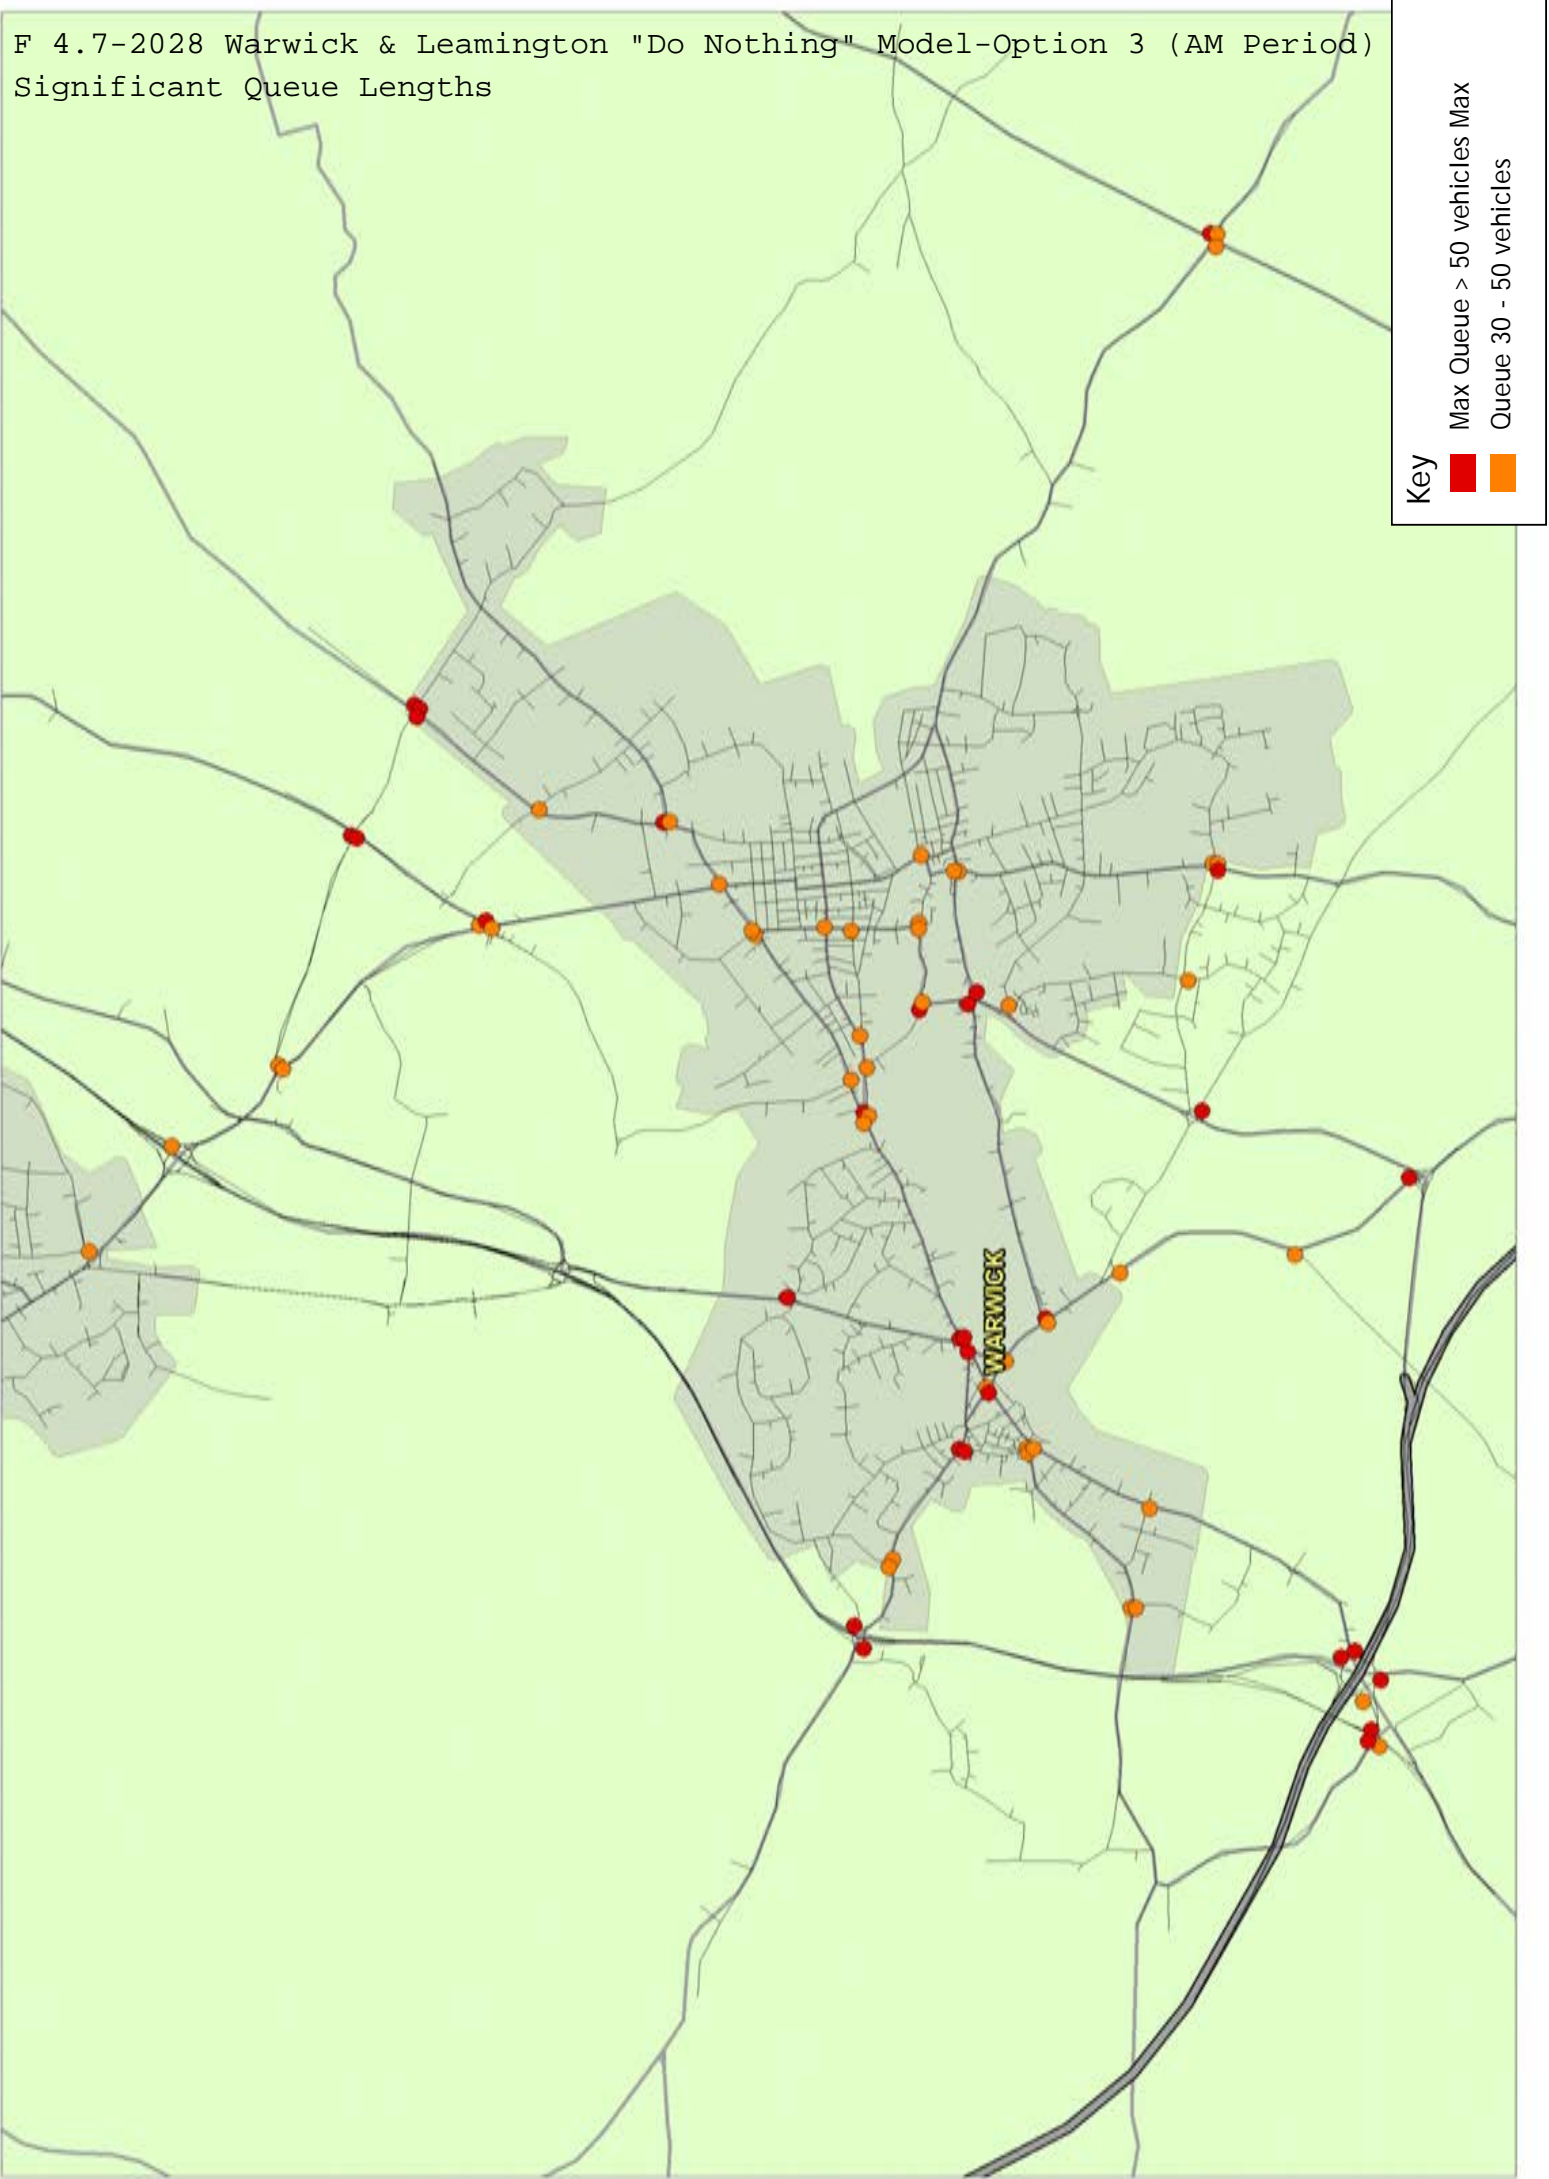 F 4.7-2028 Warwick & Leamington "Do Nothing" Model-Option 3 (AM Period)
Significant Queue Lengths
Key
Max Queue > 50 vehicles Max
Queue 30 - 50 vehicles
WARWICK